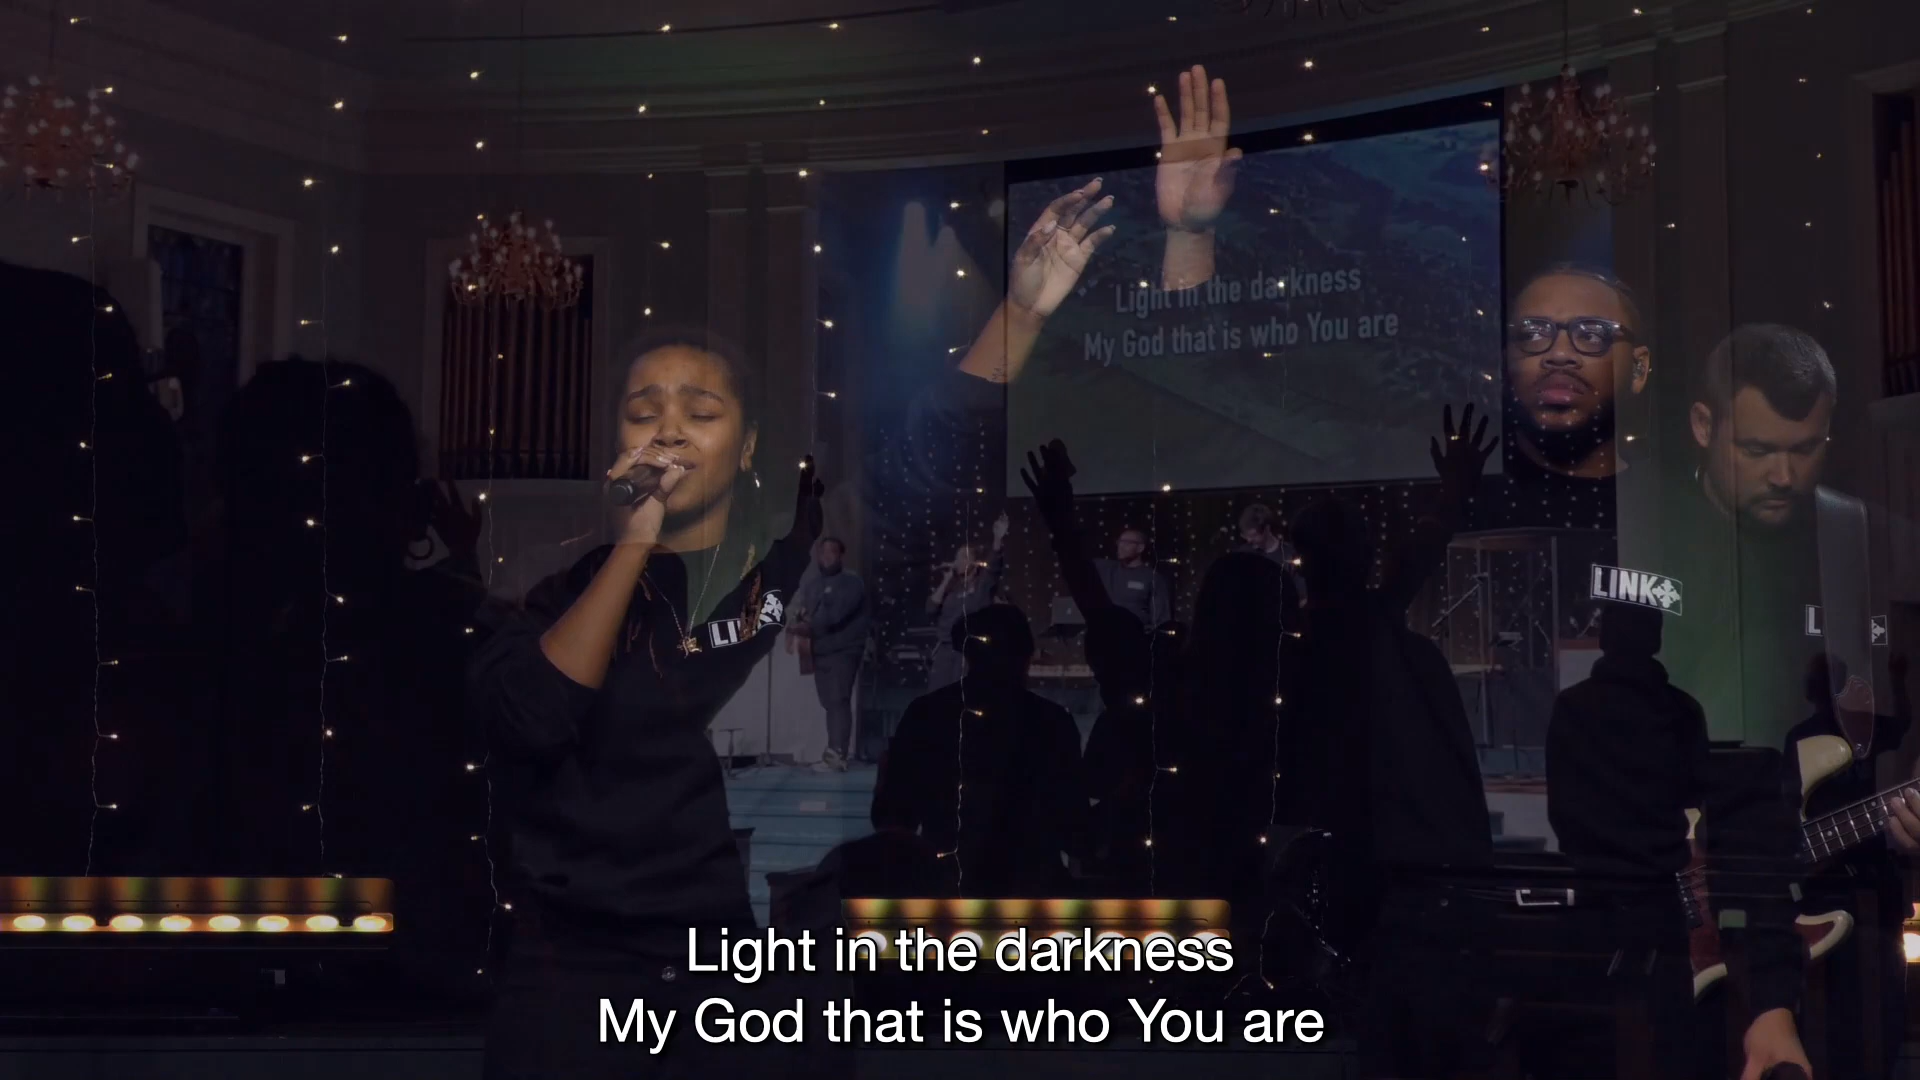 Light in the darkness
My God that is who You are
LINK
LI
L
Light in the darkness
My God that is who You are